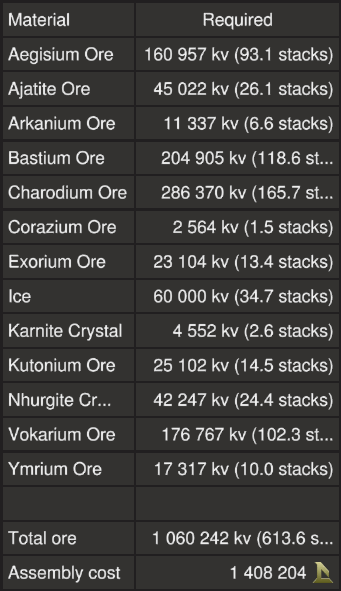 Material Required
Aegisium Ore 160 957 kv (93.1 stacks)
Ajatite Ore 45 022 kv (26.1 stacks)
Arkanium Ore 11 337 kv (6.6 stacks)
Bastium Ore 204 905 kv (118.6 st...
Charodium Ore 286 370 kv (165.7 st...
Corazium Ore 2 564 kv (1.5 stacks)
Exorium Ore 23 104 kv (13.4 stacks)
Ice 60 000 kv (34.7 stacks)
Karnite Crystal 4 552 kv (2.6 stacks)
Kutonium Ore 25 102 kv (14.5 stacks)
Nhurgite Cr... 42 247 kv (24.4 stacks)
Vokarium Ore 176 767 kv (102.3 st...
Ymrium Ore 17 317 kv (10.0 stacks)
Total ore 1 060 242 kv (613.6 s...
Assembly cost 1 408 204